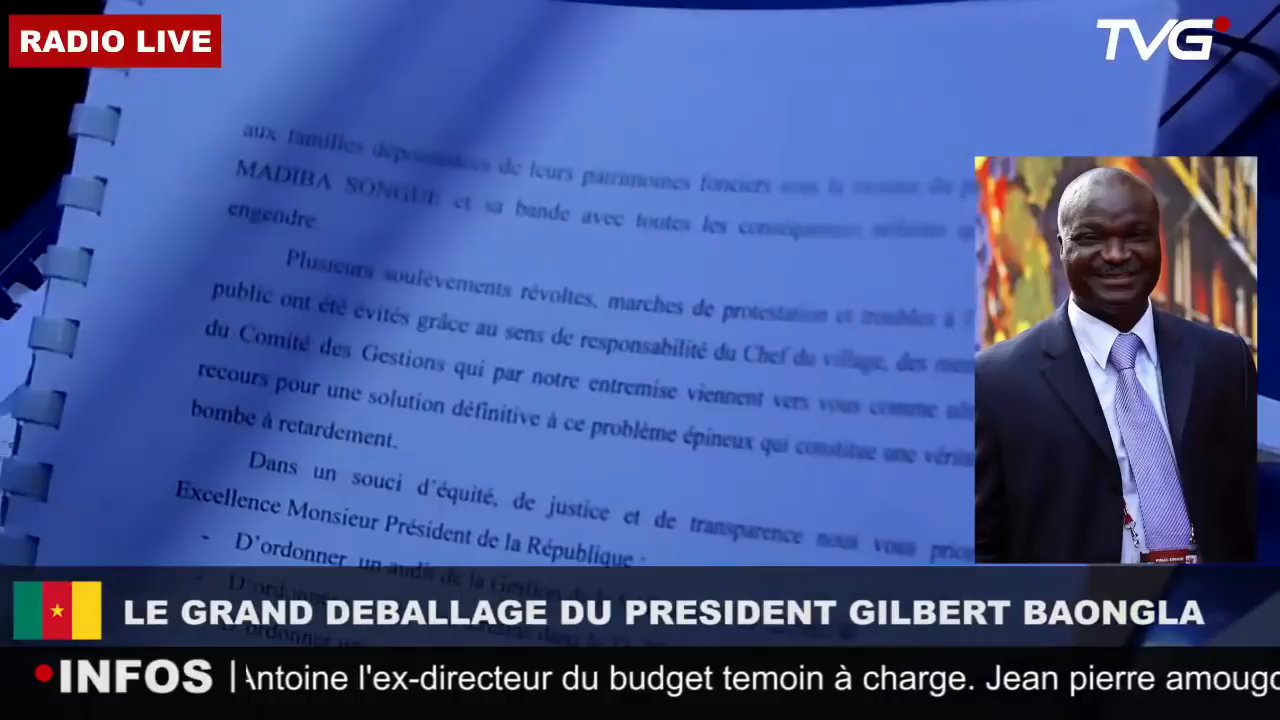 RADIO LIVE
TVG
aux familles de leurs patrimoines fonciers sous la
MADIBA SONGUE et sa bande avec toutes les conséquences néfastes
engendre
Plusieurs soulèvements révoltes, marches de protestation et troubles à
public ont été évités grâce au sens de responsabilité du Chef du village, des
du Comité des Gestions qui par notre entremise viennent vers vous comme
recours pour une solution définitive à ce problème épineux qui constitue une
bombe à retardement.
Dans un souci d'équité, de justice et de transparence nous vous
Excellence Monsieur Président de la République :
- D'ordonner un audit de la Gestion
- D'ordonner
D'ordonner
LE GRAND DEBALLAGE DU PRESIDENT GILBERT BAONGLA
INFOS | Antoine l'ex-directeur du budget temoin à charge. Jean pierre amougo